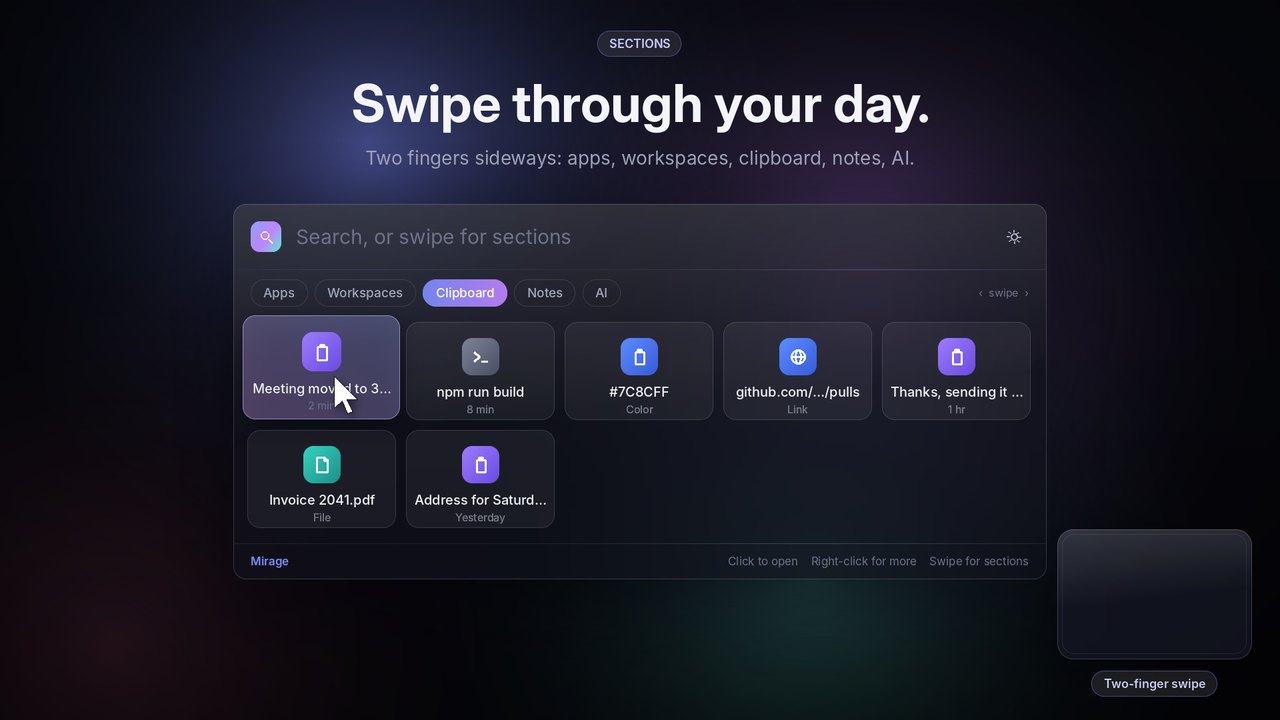 SECTIONS
Swipe through your day.
Two fingers sideways: apps, workspaces, clipboard, notes, AI.
Search, or swipe for sections
Apps
Workspaces
Clipboard
Notes
AI
‹ swipe ›
Meeting moved to 3...
2 min
npm run build
8 min
#7C8CFF
Color
github.com/.../pulls
Link
Thanks, sending it ...
1 hr
Invoice 2041.pdf
File
Address for Saturd...
Yesterday
Mirage
Click to open
Right-click for more
Swipe for sections
Two-finger swipe